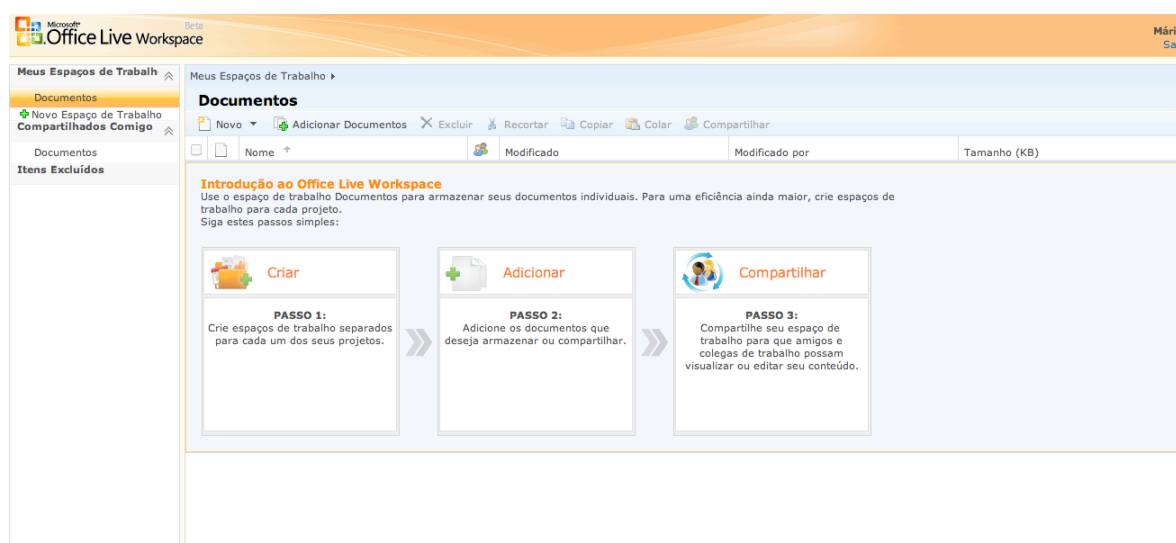 Microsoft®
Office Live Workspace Beta
Mári
Sa
Meus Espaços de Trabalh
Documentos
Novo Espaço de Trabalho
Compartilhados Comigo
Documentos
Itens Excluídos
Meus Espaços de Trabalho
Documentos
Novo Adicionar Documentos Excluir Recortar Copiar Colar Compartilhar
Nome Modificado Modificado por Tamanho (KB)
Introdução ao Office Live Workspace
Use o espaço de trabalho Documentos para armazenar seus documentos individuais. Para uma eficiência ainda maior, crie espaços de
trabalho para cada projeto.
Siga estes passos simples:
Criar
PASSO 1:
Crie espaços de trabalho separados
para cada um dos seus projetos.
Adicionar
PASSO 2:
Adicione os documentos que
deseja armazenar ou compartilhar.
Compartilhar
PASSO 3:
Compartilhe seu espaço de
trabalho para que amigos e
colegas de trabalho possam
visualizar ou editar seu conteúdo.